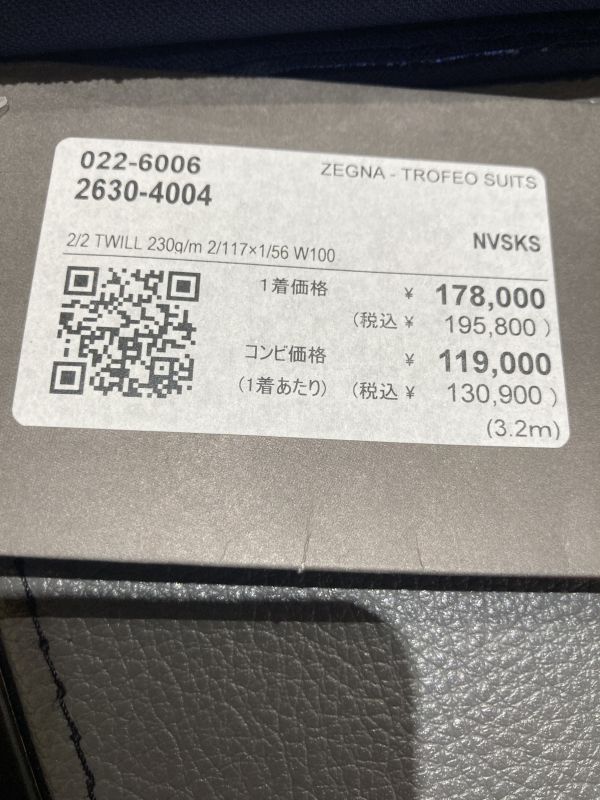 022-6006
ZEGNA - TROFEO SUITS
2630-4004
2/2 TWILL 230g/m 2/117×1/56 W100
NVSKS
1着価格 ¥ 178,000
(税込 ¥ 195,800 )
コンビ価格 ¥ 119,000
(1着あたり) (税込 ¥ 130,900 )
(3.2m)